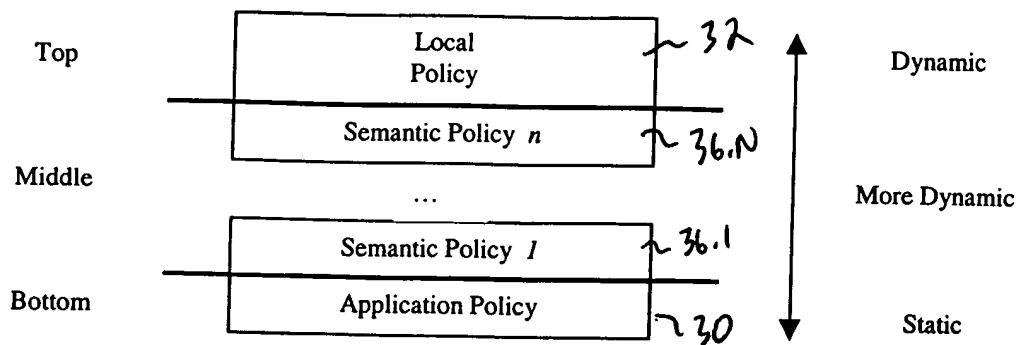 Top
Local
Policy
32
Dynamic
Semantic Policy n
36.N
Middle
...
More Dynamic
Semantic Policy 1
36.1
Bottom
Application Policy
30
Static